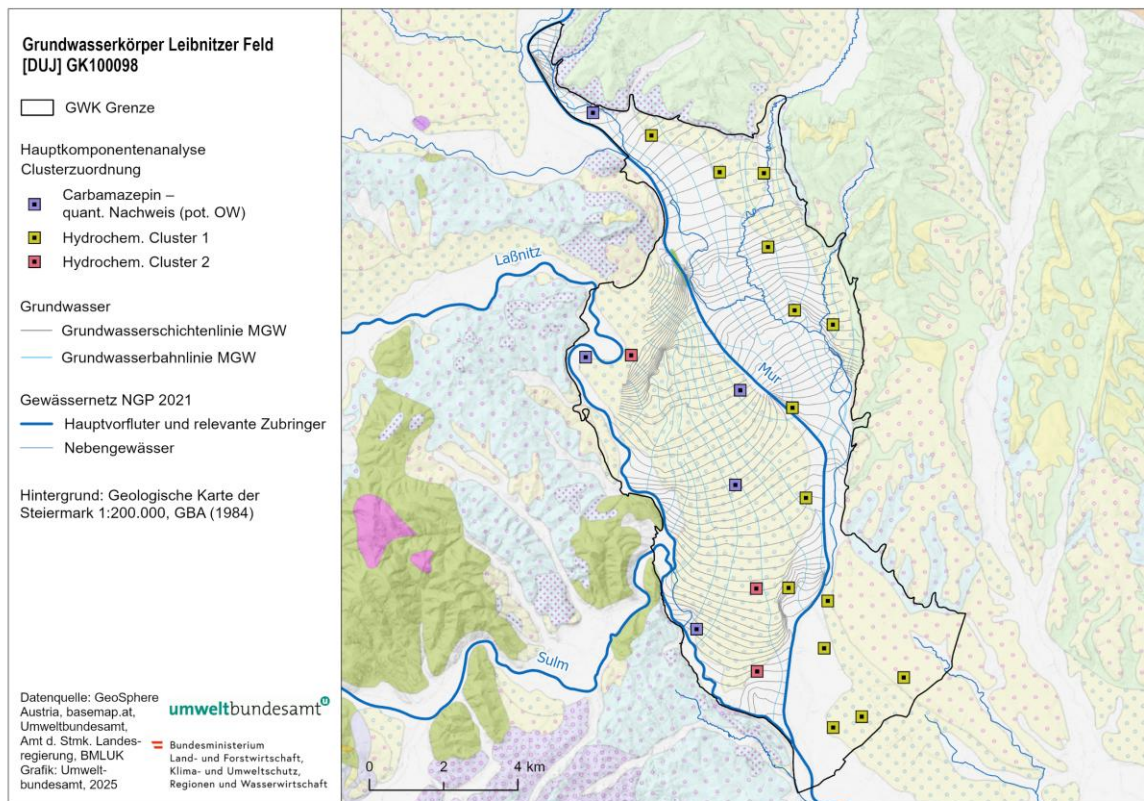 Grundwasserkörper Leibnitzer Feld
[DUJ] GK100098
GWK Grenze
Hauptkomponentenanalyse
Clusterzuordnung
Carbamazepin –
quant. Nachweis (pot. OW)
Hydrochem. Cluster 1
Hydrochem. Cluster 2
Grundwasser
Grundwasserschichtenlinie MGW
Grundwasserbahnlinie MGW
Gewässernetz NGP 2021
Hauptvorfluter und relevante Zubringer
Nebengewässer
Hintergrund: Geologische Karte der
Steiermark 1:200.000, GBA (1984)
Datenquelle: GeoSphere
Austria, basemap.at,
Umweltbundesamt,
Amt d. Stmk. Landes-
regierung, BMLUK
Grafik: Umwelt-
bundesamt, 2025
umweltbundesamt u
Bundesministerium
Land- und Forstwirtschaft,
Klima- und Umweltschutz,
Regionen und Wasserwirtschaft
Laßnitz
Mur
Sulm
0 2 4 km